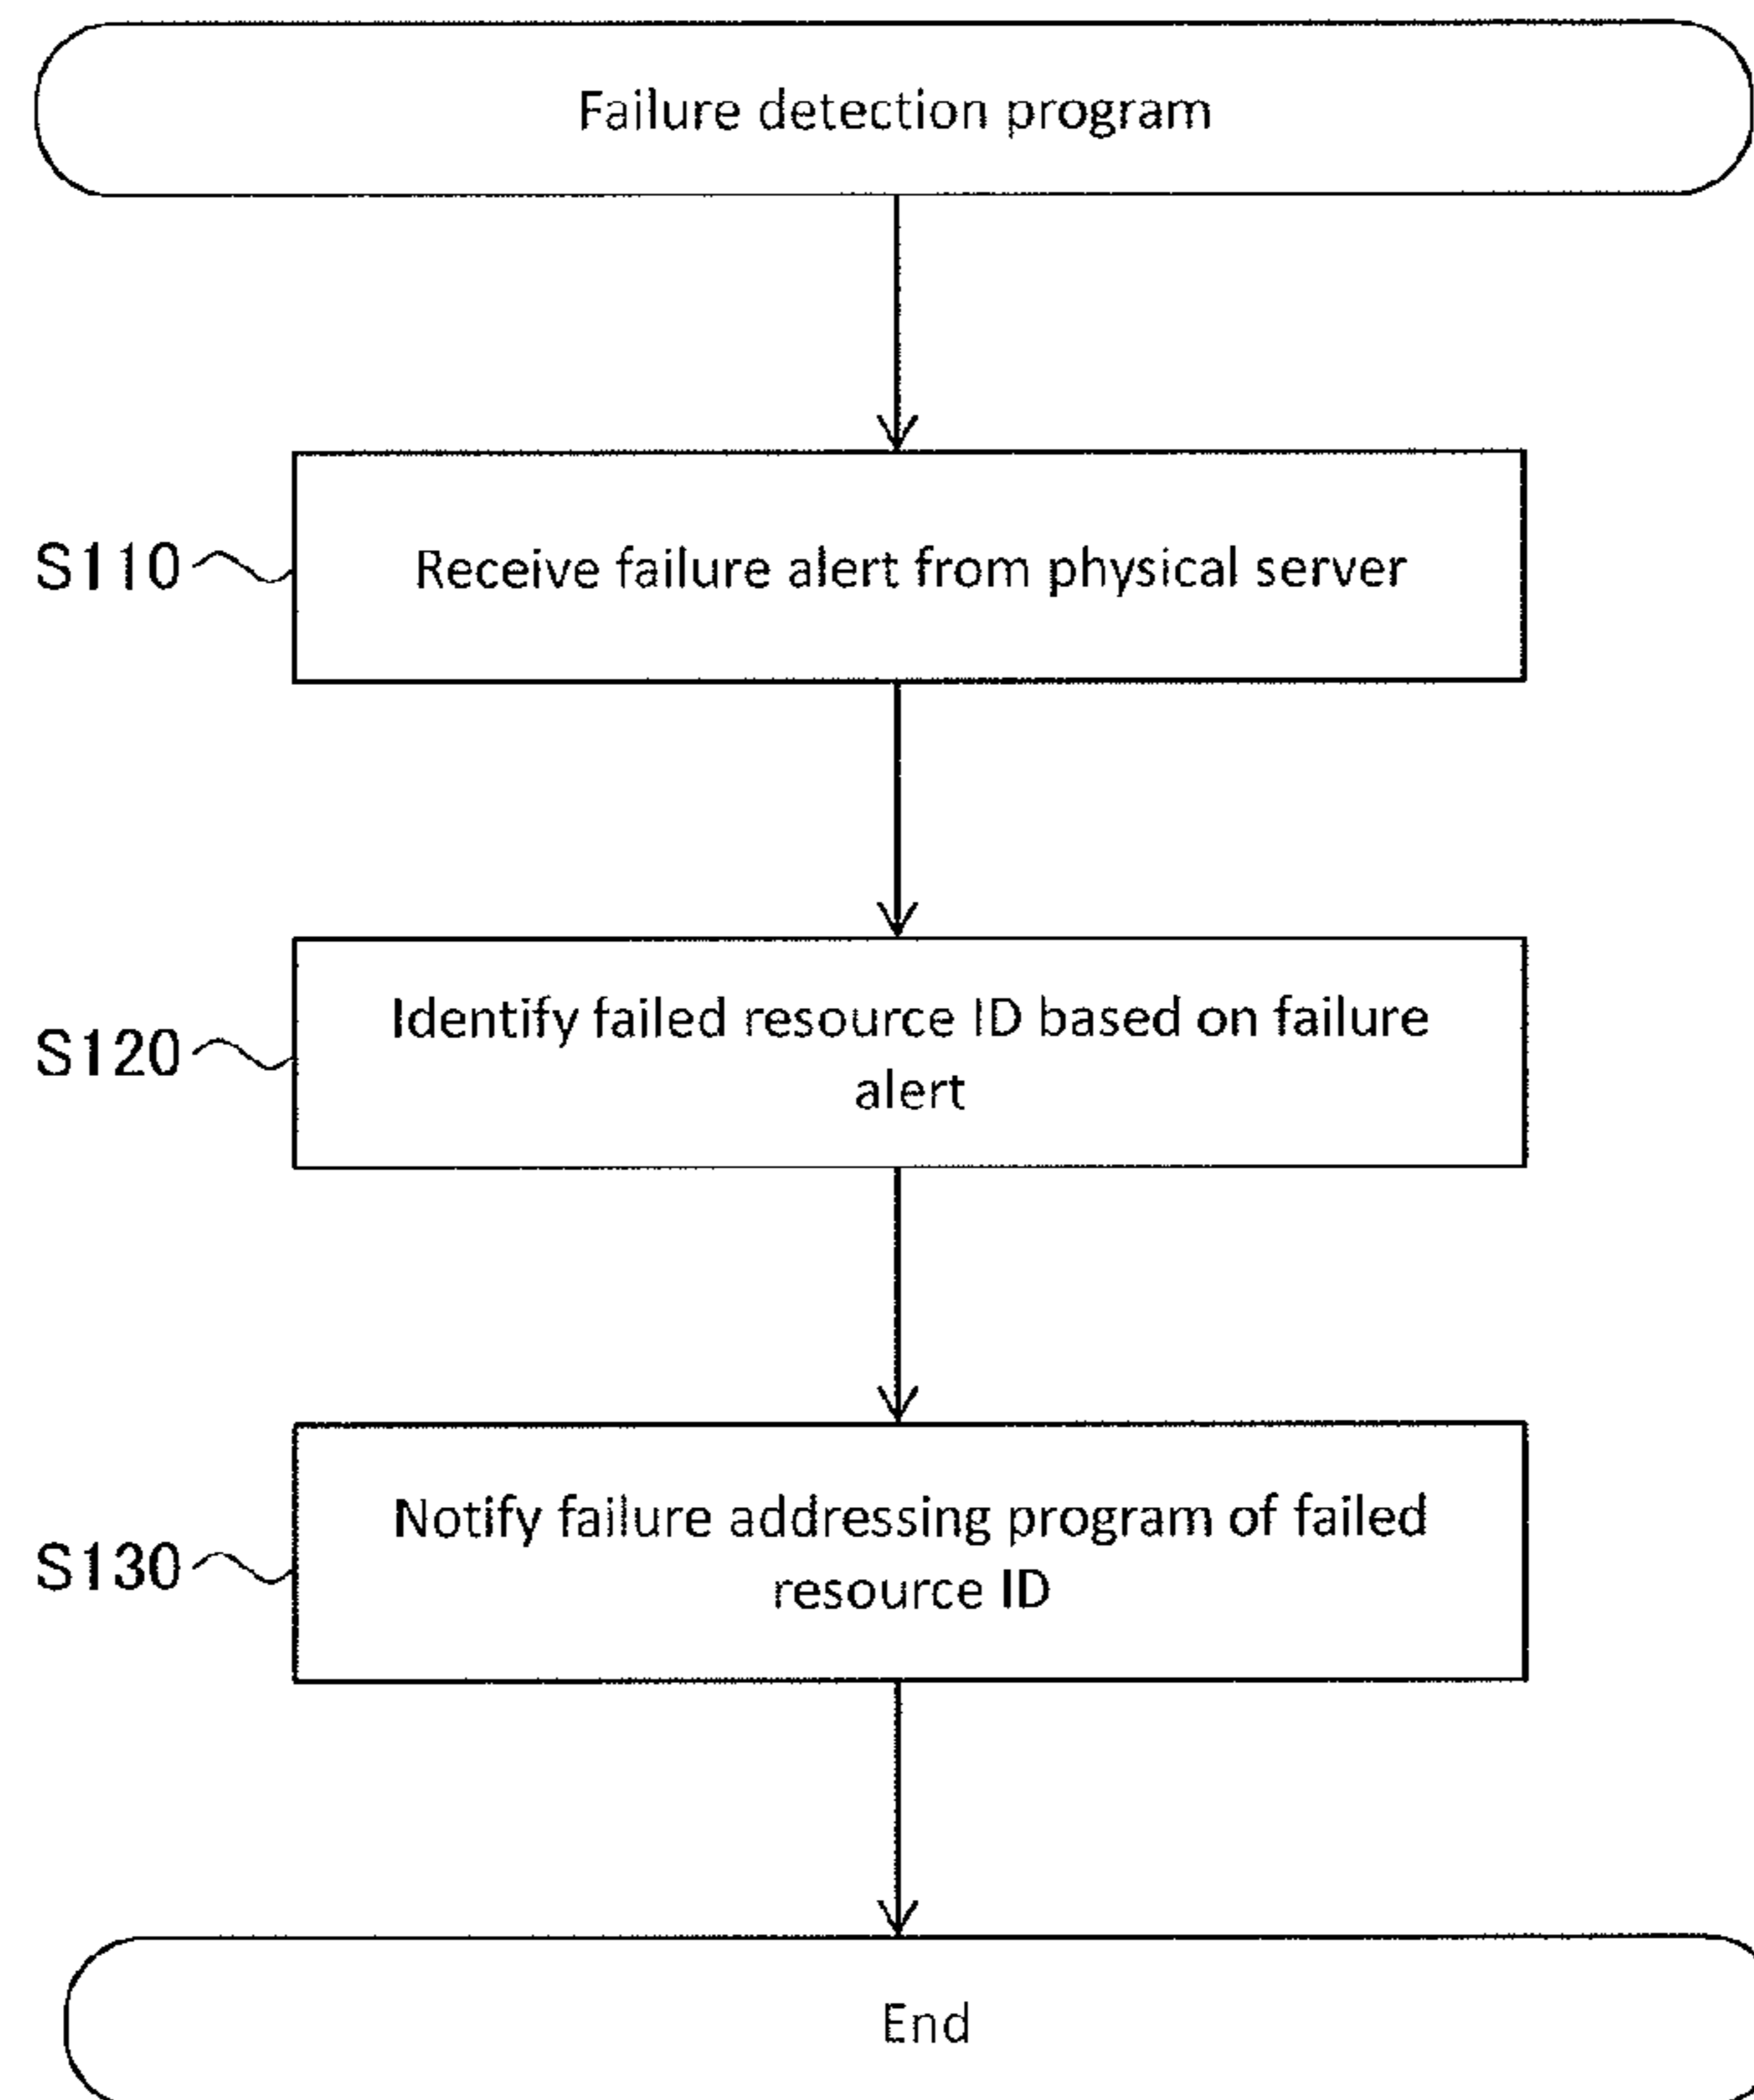 Failure detection program
S110
Receive failure alert from physical server
S120
Identify failed resource ID based on failure
alert
S130
Notify failure addressing program of failed
resource ID
End